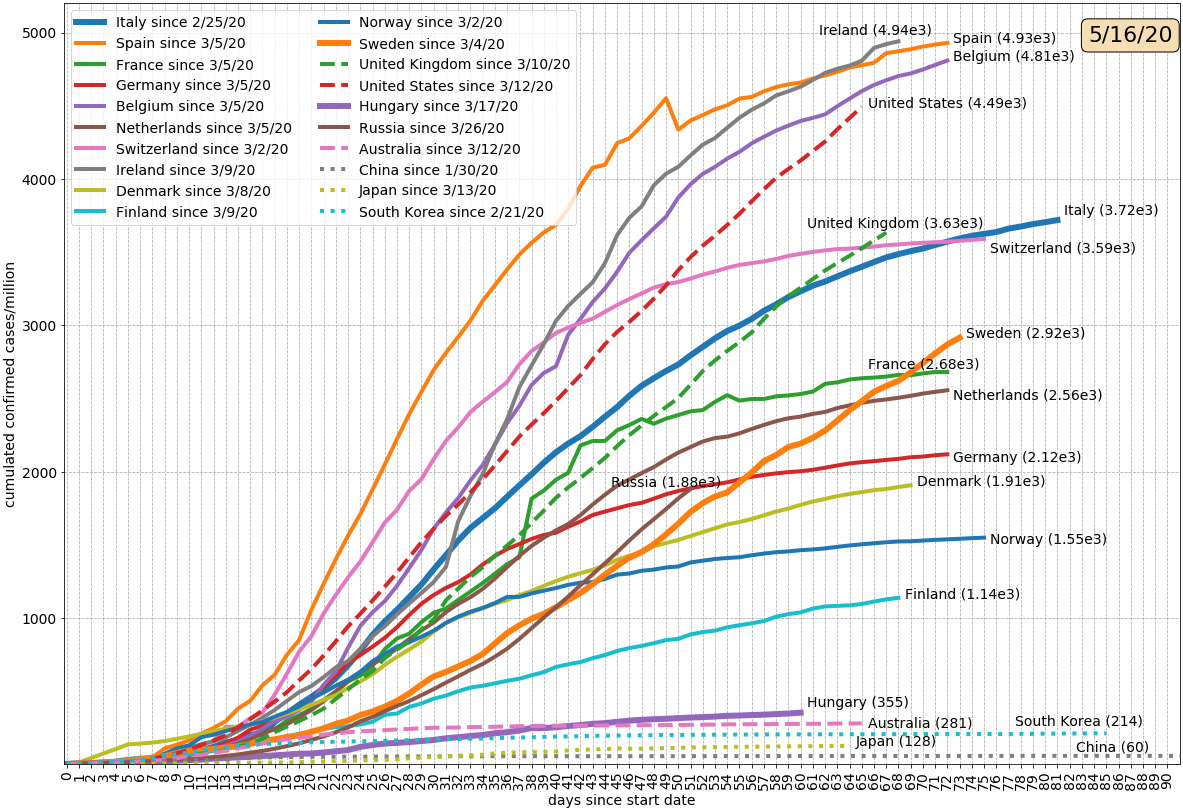 5000
4000
3000
2000
1000
cumulated confirmed cases/million
Italy since 2/25/20
Spain since 3/5/20
France since 3/5/20
Germany since 3/5/20
Belgium since 3/5/20
Netherlands since 3/5/20
Switzerland since 3/2/20
Ireland since 3/9/20
Denmark since 3/8/20
Finland since 3/9/20
Norway since 3/2/20
Sweden since 3/4/20
United Kingdom since 3/10/20
United States since 3/12/20
Hungary since 3/17/20
Russia since 3/26/20
Australia since 3/12/20
China since 1/30/20
Japan since 3/13/20
South Korea since 2/21/20
5/16/20
Ireland (4.94e3)
Spain (4.93e3)
Belgium (4.81e3)
United States (4.49e3)
Italy (3.72e3)
United Kingdom (3.63e3)
Switzerland (3.59e3)
Sweden (2.92e3)
France (2.68e3)
Netherlands (2.56e3)
Germany (2.12e3)
Russia (1.88e3)
Denmark (1.91e3)
Norway (1.55e3)
Finland (1.14e3)
Hungary (355)
Australia (281)
South Korea (214)
Japan (128)
China (60)
0 1 2 3 4 5 6 7 8 9 10 11 12 13 14 15 16 17 18 19 20 21 22 23 24 25 26 27 28 29 30 31 32 33 34 35 36 37 38 39 40 41 42 43 44 45 46 47 48 49 50 51 52 53 54 55 56 57 58 59 60 61 62 63 64 65 66 67 68 69 70 71 72 73 74 75 76 77 78 79 80 81 82 83 84 85 86 87 88 89 90
days since start date